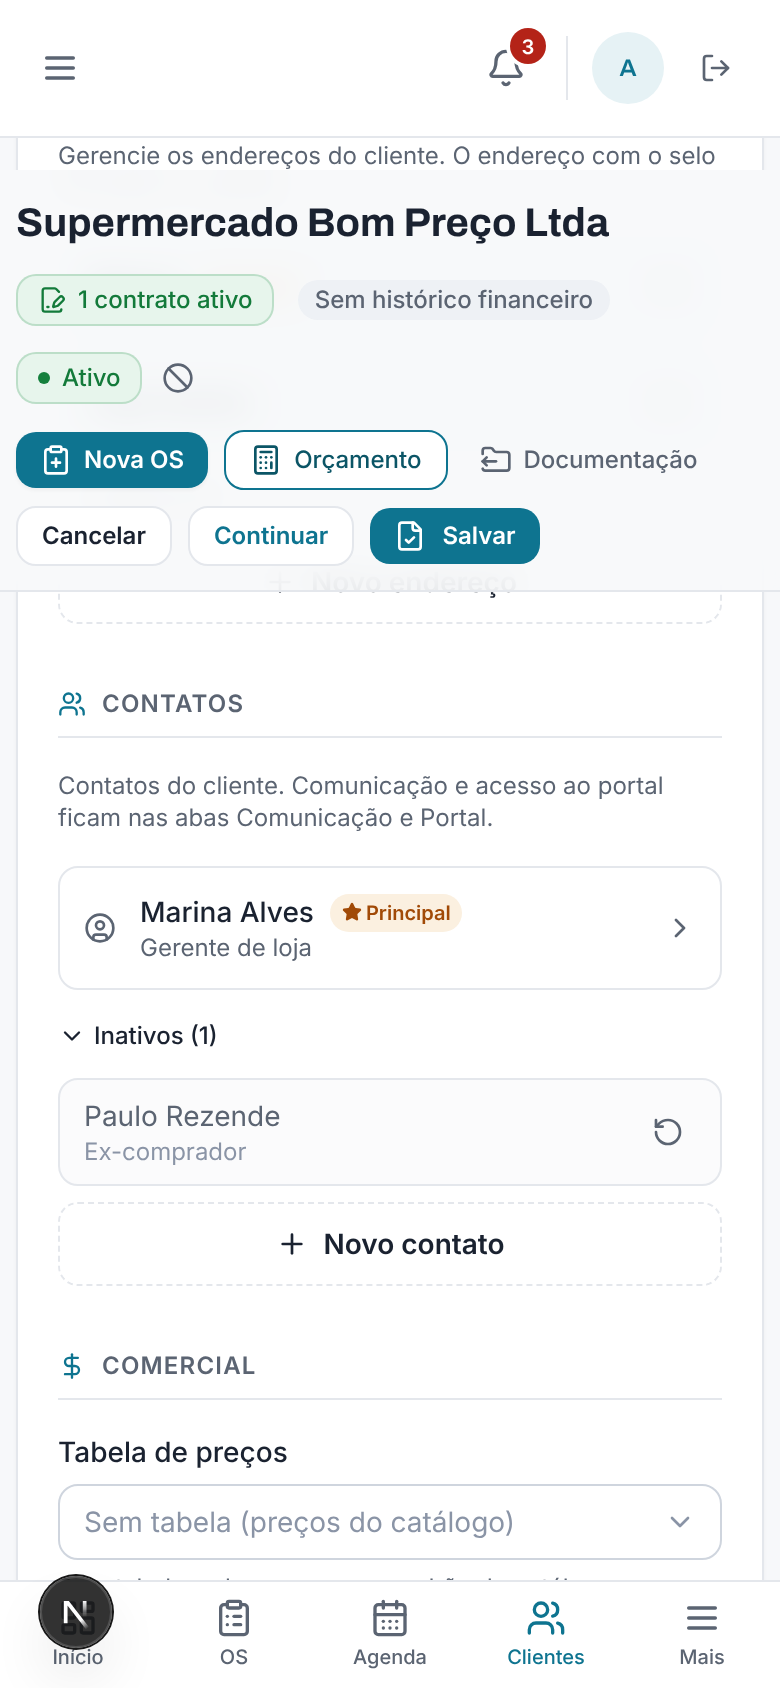 3
A
Gerencie os endereços do cliente. O endereço com o selo
Supermercado Bom Preço Ltda
1 contrato ativo
Sem histórico financeiro
Ativo
Nova OS
Orçamento
Documentação
Cancelar
Continuar
Salvar
Novo endereço
CONTATOS
Contatos do cliente. Comunicação e acesso ao portal
ficam nas abas Comunicação e Portal.
Marina Alves
Principal
Gerente de loja
Inativos (1)
Paulo Rezende
Ex-comprador
Novo contato
COMERCIAL
Tabela de preços
Sem tabela (preços do catálogo)
N
Início
OS
Agenda
Clientes
Mais